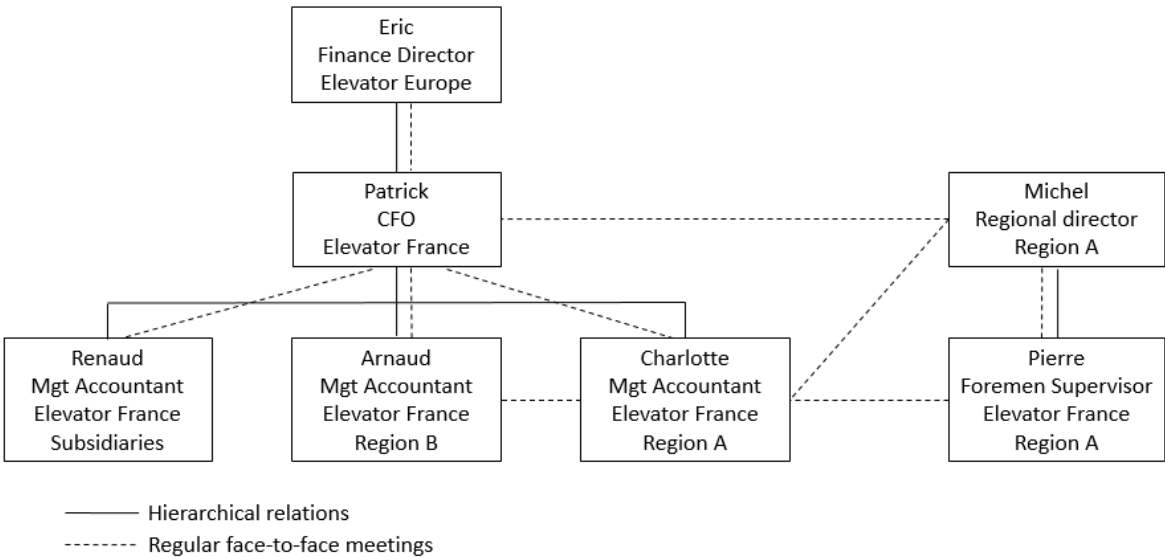 Eric
Finance Director
Elevator Europe
Patrick
CFO
Elevator France
Michel
Regional director
Region A
Renaud
Mgt Accountant
Elevator France
Subsidiaries
Arnaud
Mgt Accountant
Elevator France
Region B
Charlotte
Mgt Accountant
Elevator France
Region A
Pierre
Foremen Supervisor
Elevator France
Region A
Hierarchical relations
Regular face-to-face meetings